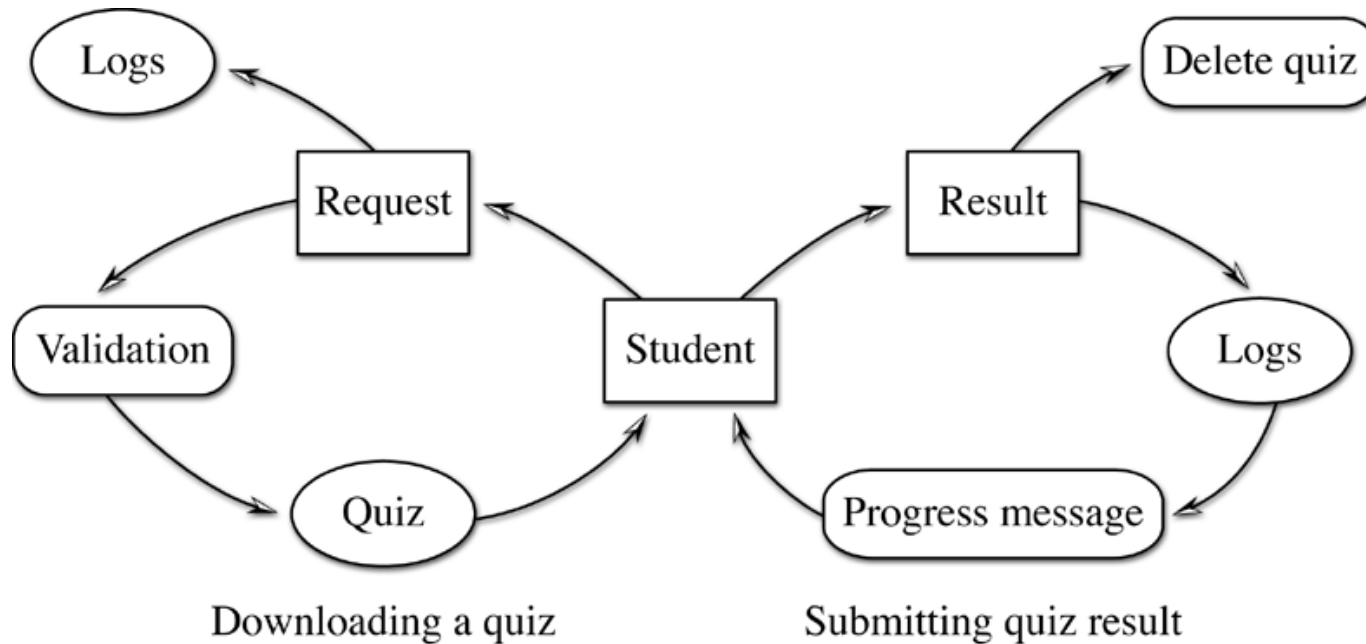 Logs
Delete quiz
Request
Result
Validation
Student
Logs
Quiz
Progress message
Downloading a quiz
Submitting quiz result